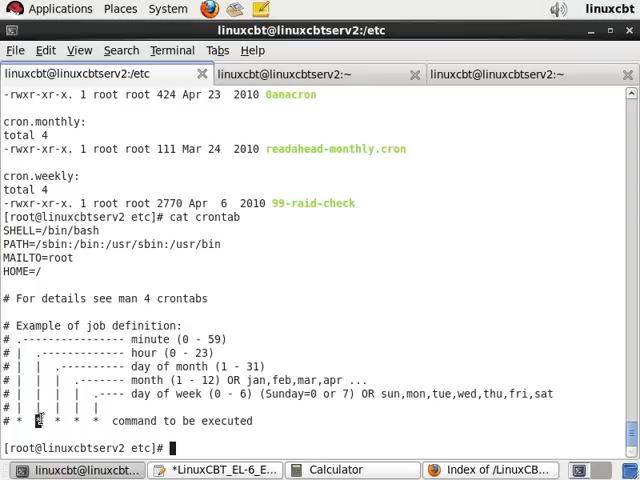 Applications Places System linuxcbt
linuxcbt@linuxcbtserv2:/etc
File Edit View Search Terminal Tabs Help
linuxcbt@linuxcbtserv2:/etc linuxcbt@linuxcbtserv2:~ linuxcbt@linuxcbtserv2:~
-rwxr-xr-x. 1 root root 424 Apr 23  2010 0anacron
cron.monthly:
total 4
-rwxr-xr-x. 1 root root 111 Mar 24  2010 readahead-monthly.cron
cron.weekly:
total 4
-rwxr-xr-x. 1 root root 2770 Apr  6  2010 99-raid-check
[root@linuxcbtserv2 etc]# cat crontab
SHELL=/bin/bash
PATH=/sbin:/bin:/usr/sbin:/usr/bin
MAILTO=root
HOME=/
# For details see man 4 crontabs
# Example of job definition:
# .---------------- minute (0 - 59)
# |  .------------- hour (0 - 23)
# |  |  .---------- day of month (1 - 31)
# |  |  |  .------- month (1 - 12) OR jan,feb,mar,apr ...
# |  |  |  |  .---- day of week (0 - 6) (Sunday=0 or 7) OR sun,mon,tue,wed,thu,fri,sat
# |  |  |  |  |
# *  *  *  *  *  command to be executed
[root@linuxcbtserv2 etc]#
linuxcbt@linuxcbt... *LinuxCBT_EL-6_E... Calculator Index of /LinuxCB...